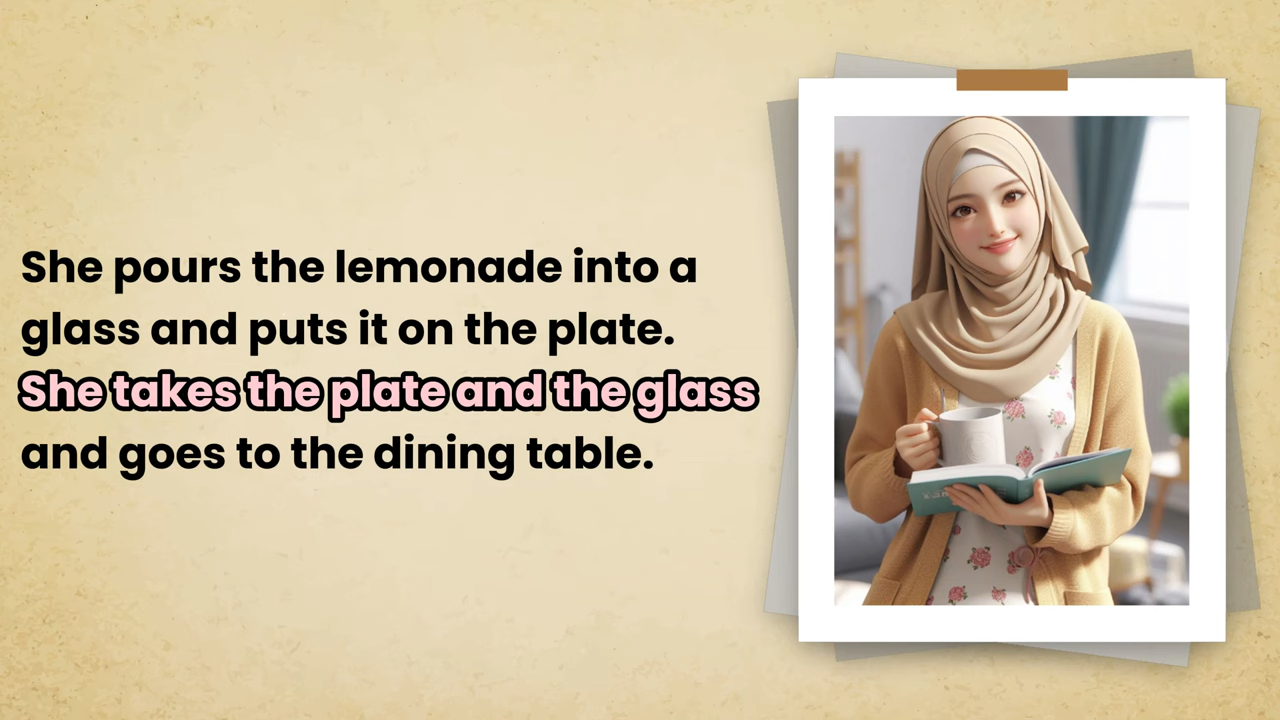 She pours the lemonade into a
glass and puts it on the plate.
She takes the plate and the glass
and goes to the dining table.